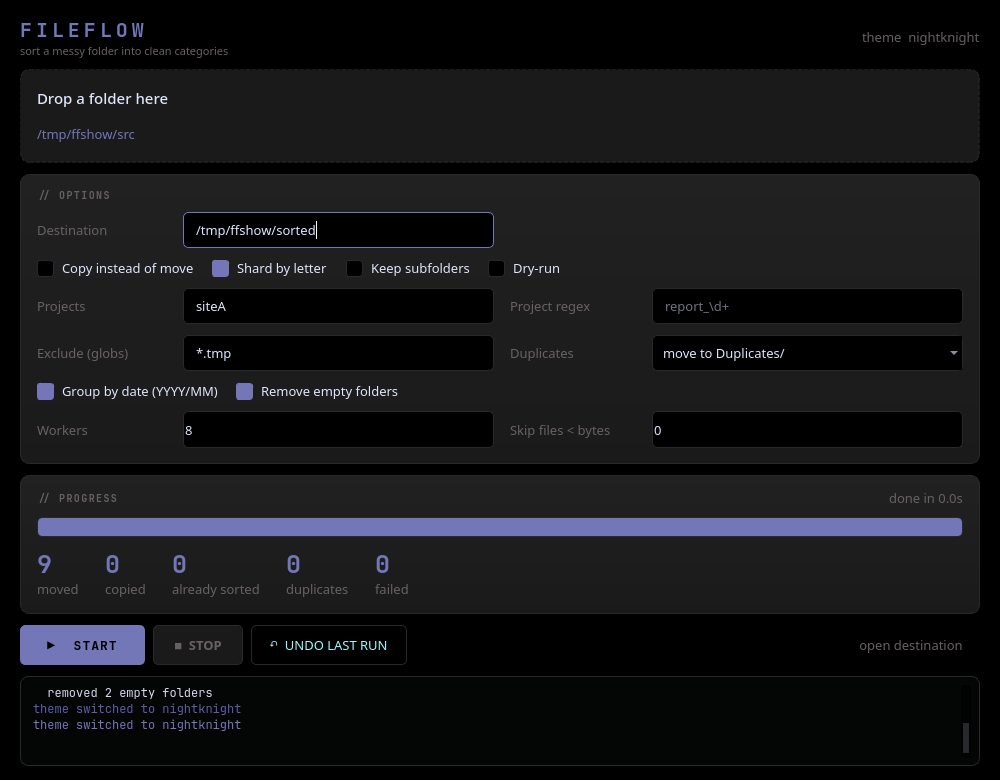 FILEFLOW
sort a messy folder into clean categories
theme nightknight
Drop a folder here
/tmp/ffshow/src
// OPTIONS
Destination /tmp/ffshow/sorted
Copy instead of move Shard by letter Keep subfolders Dry-run
Projects siteA Project regex report_\d+
Exclude (globs) *.tmp Duplicates move to Duplicates/
Group by date (YYYY/MM) Remove empty folders
Workers 8 Skip files < bytes 0
// PROGRESS done in 0.0s
9 0 0 0 0
moved copied already sorted duplicates failed
▶ START ■ STOP ↶ UNDO LAST RUN open destination
removed 2 empty folders
theme switched to nightknight
theme switched to nightknight